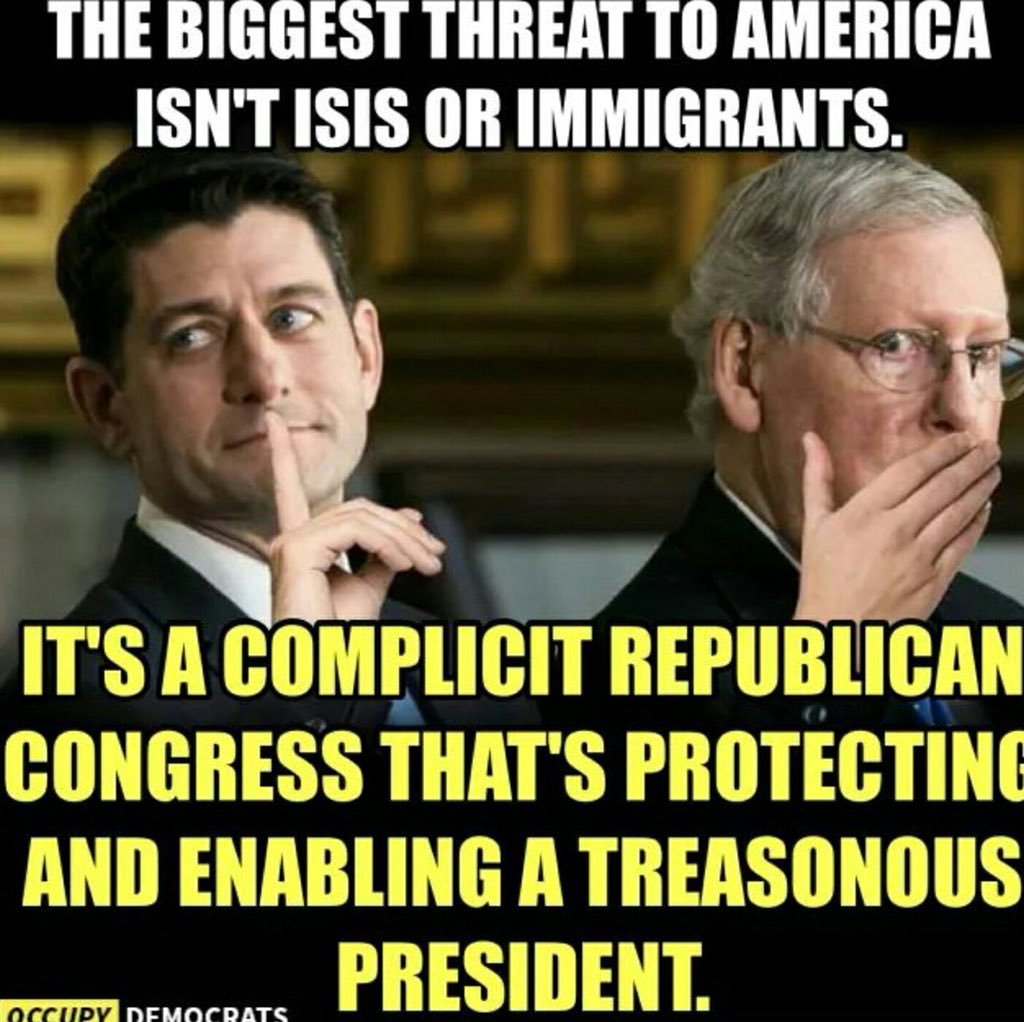 THE BIGGEST THREAT TO AMERICA
ISN'T ISIS OR IMMIGRANTS.
IT'S A COMPLICIT REPUBLICAN
CONGRESS THAT'S PROTECTING
AND ENABLING A TREASONOUS
PRESIDENT.
OCCUPY DEMOCRATS